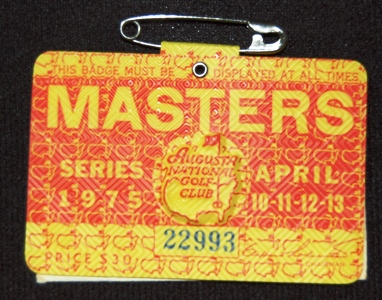 THIS BADGE MUST BE DISPLAYED AT ALL TIMES
MASTERS
SERIES APRIL
1975 10-11-12-13
AUGUSTA
NATIONAL
GOLF
CLUB
22993
PRICE $30